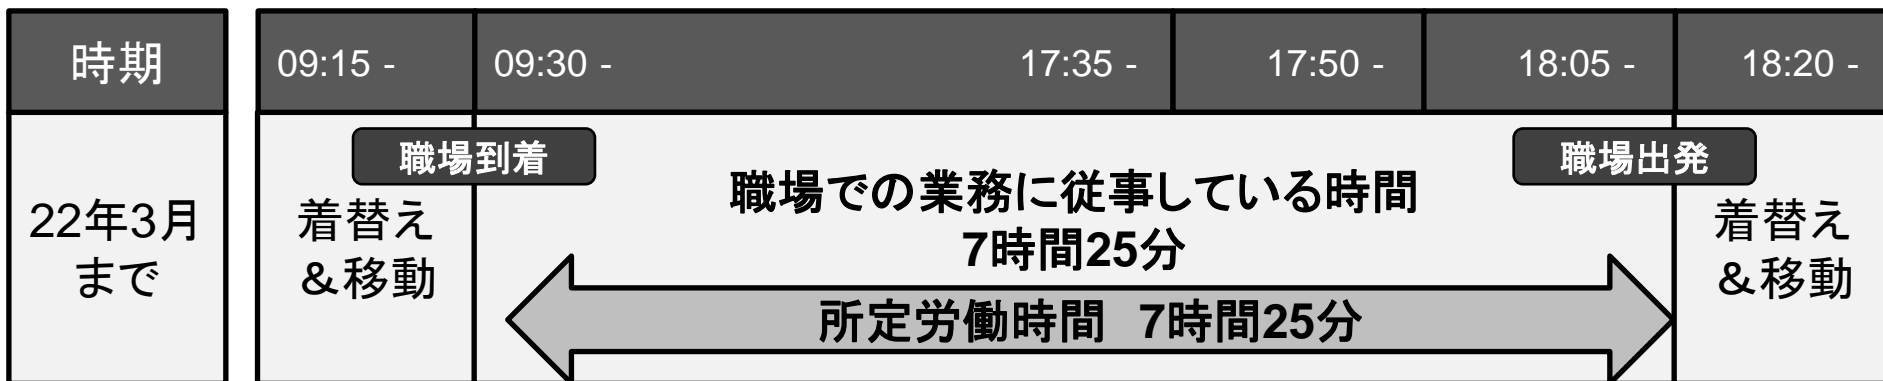 時期
09:15 -
09:30 -
17:35 -
17:50 -
18:05 -
18:20 -
職場到着
職場出発
22年3月
まで
着替え
＆移動
職場での業務に従事している時間
7時間25分
所定労働時間　7時間25分
着替え
＆移動